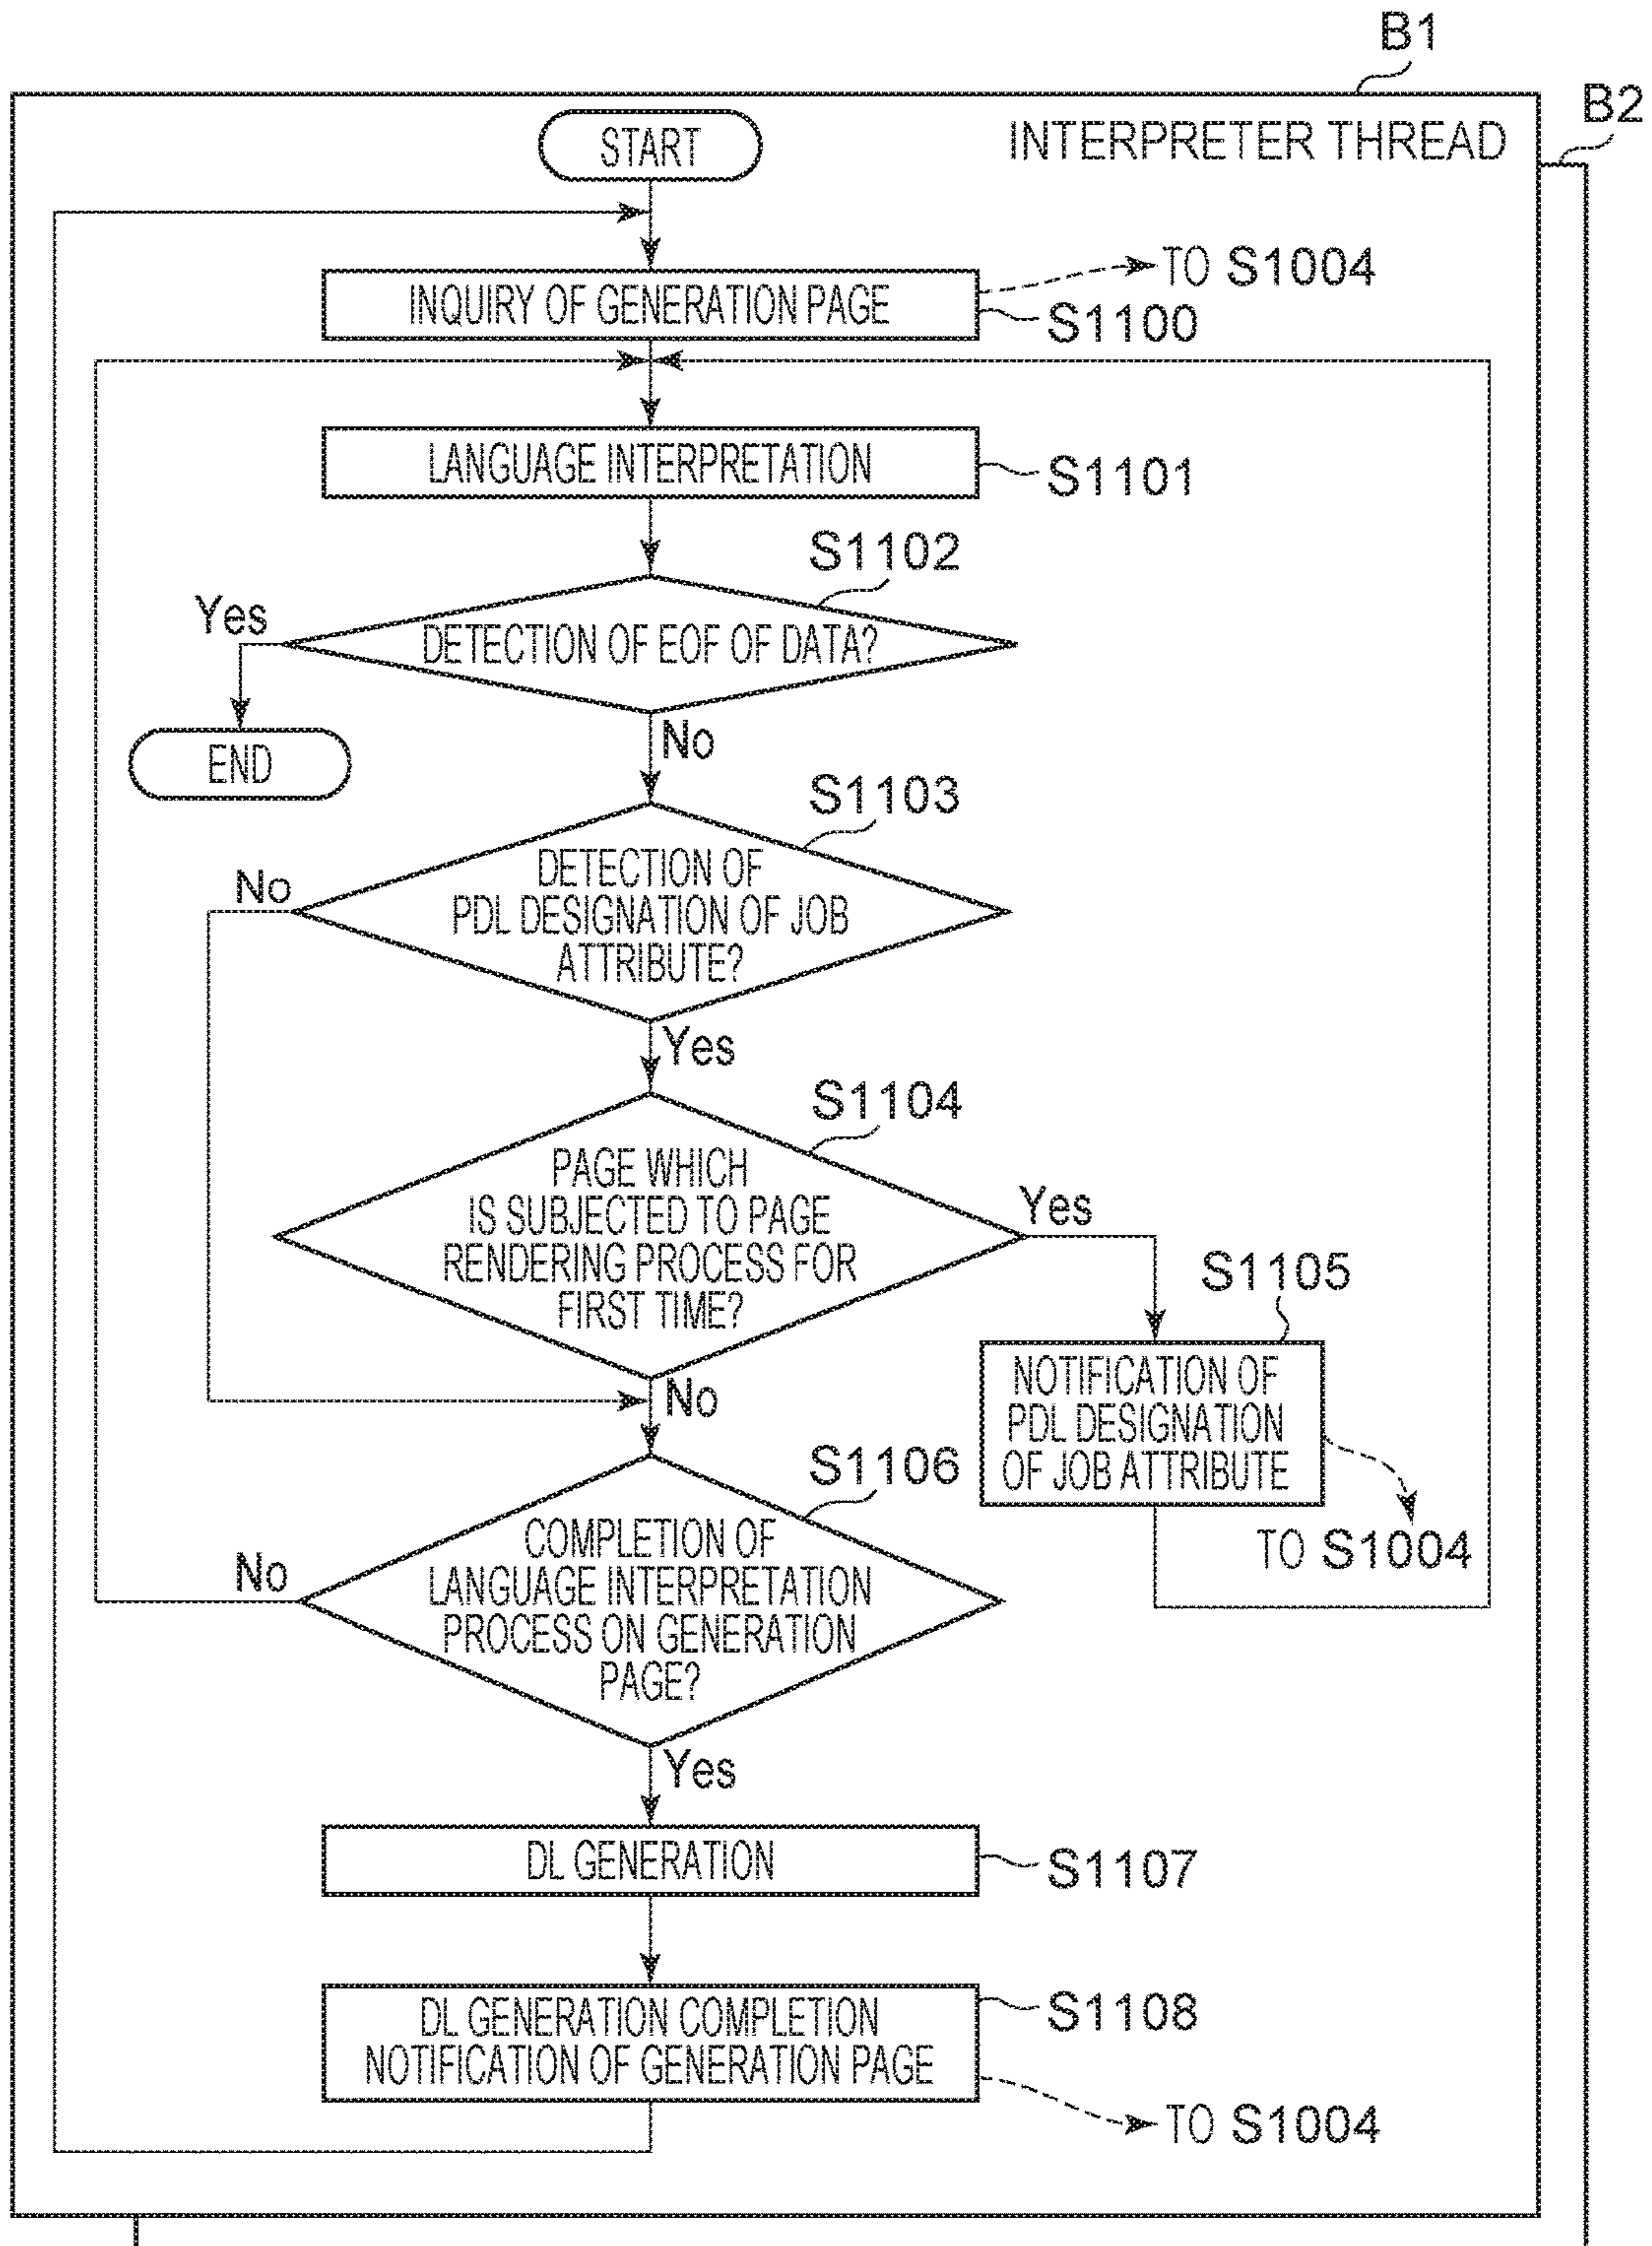 B1
B2
INTERPRETER THREAD
START
TO S1004
INQUIRY OF GENERATION PAGE
S1100
LANGUAGE INTERPRETATION
S1101
S1102
Yes
DETECTION OF EOF OF DATA?
No
END
S1103
No
DETECTION OF
PDL DESIGNATION OF JOB
ATTRIBUTE?
Yes
S1104
PAGE WHICH
IS SUBJECTED TO PAGE
RENDERING PROCESS FOR
FIRST TIME?
Yes
S1105
NOTIFICATION OF
PDL DESIGNATION
OF JOB ATTRIBUTE
TO S1004
No
S1106
No
COMPLETION OF
LANGUAGE INTERPRETATION
PROCESS ON GENERATION
PAGE?
Yes
DL GENERATION
S1107
DL GENERATION COMPLETION
NOTIFICATION OF GENERATION PAGE
S1108
TO S1004